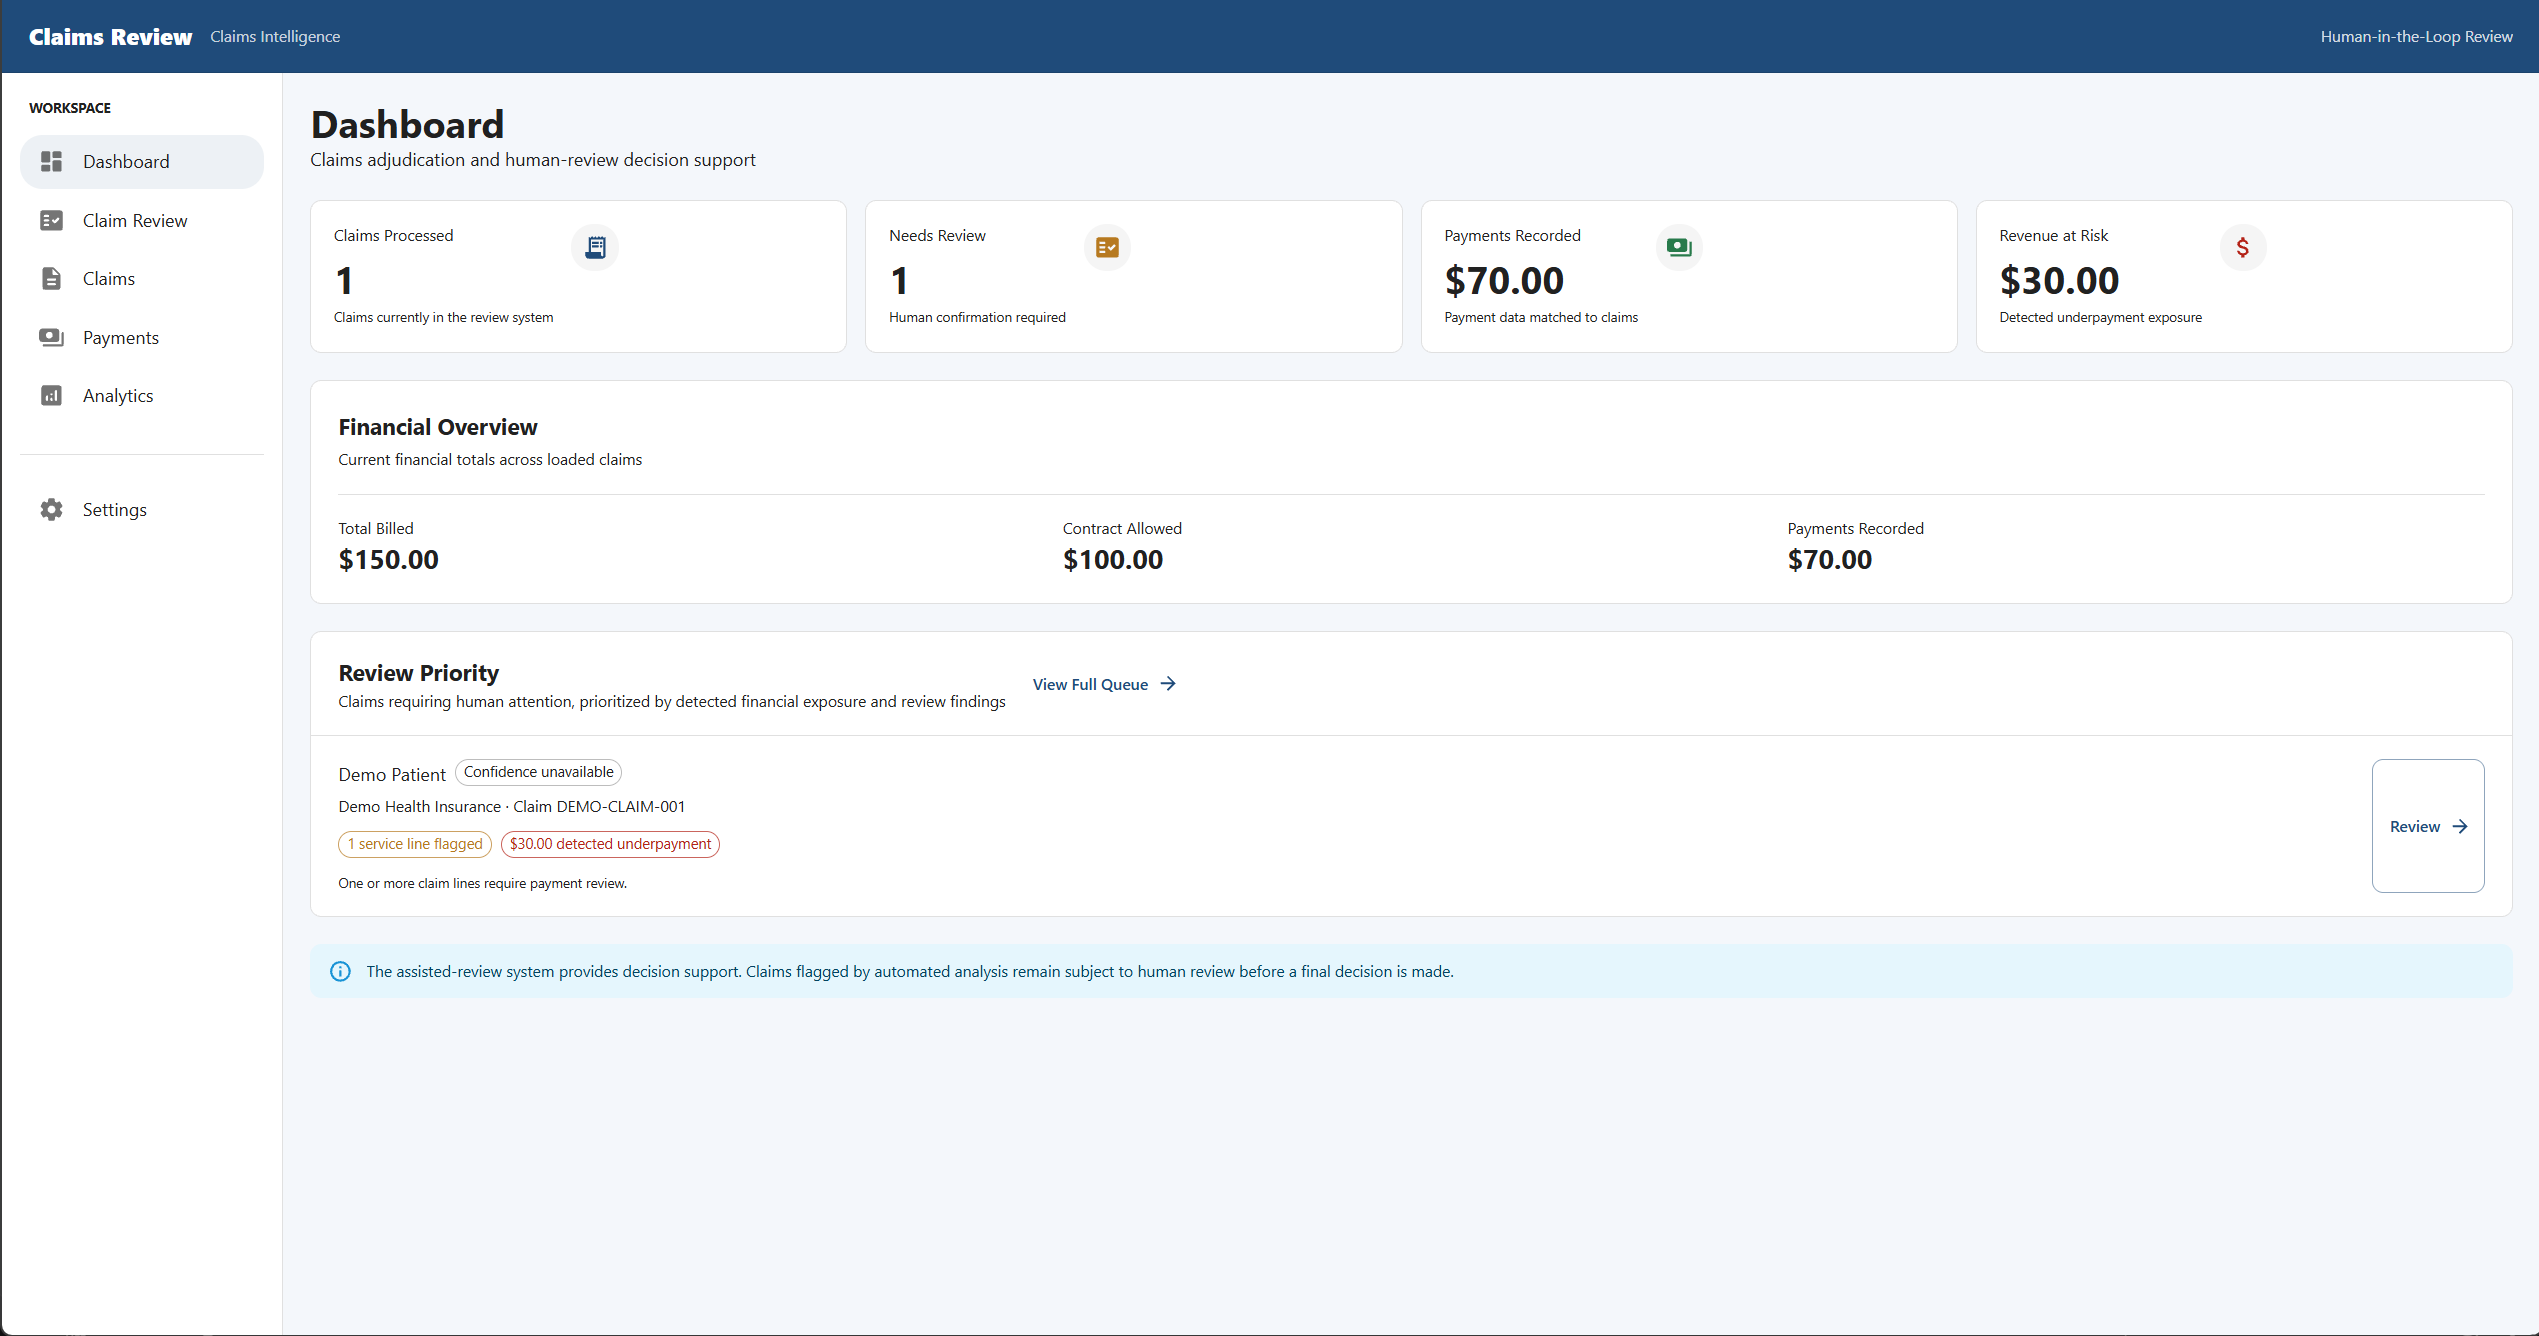 Claims Review Claims Intelligence Human-in-the-Loop Review
WORKSPACE
Dashboard
Claim Review
Claims
Payments
Analytics
Settings
Dashboard
Claims adjudication and human-review decision support
Claims Processed
1
Claims currently in the review system
Needs Review
1
Human confirmation required
Payments Recorded
$70.00
Payment data matched to claims
Revenue at Risk
$30.00
Detected underpayment exposure
Financial Overview
Current financial totals across loaded claims
Total Billed
$150.00
Contract Allowed
$100.00
Payments Recorded
$70.00
Review Priority
Claims requiring human attention, prioritized by detected financial exposure and review findings
View Full Queue
Demo Patient Confidence unavailable
Demo Health Insurance · Claim DEMO-CLAIM-001
1 service line flagged $30.00 detected underpayment
One or more claim lines require payment review.
Review
The assisted-review system provides decision support. Claims flagged by automated analysis remain subject to human review before a final decision is made.